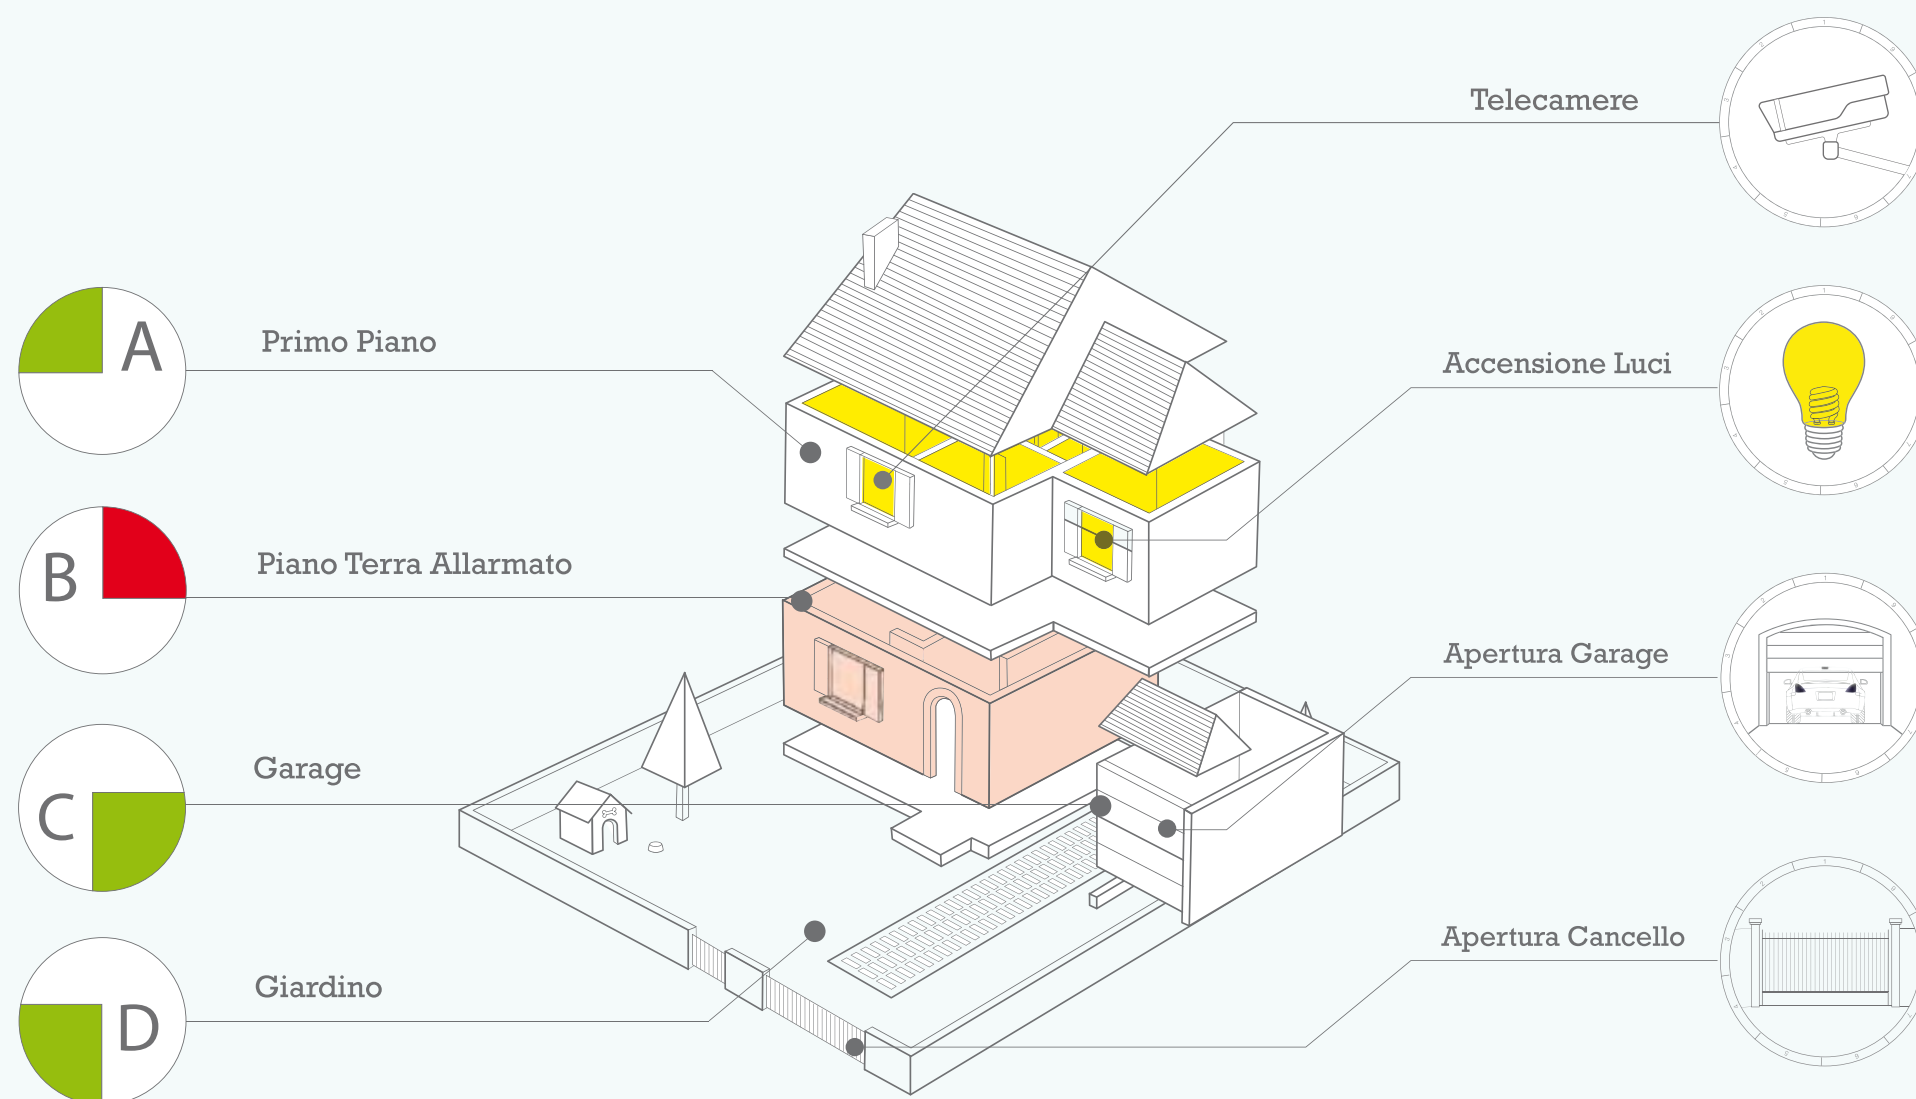 Telecamere
A
Primo Piano
Accensione Luci
B
Piano Terra Allarmato
Apertura Garage
C
Garage
Apertura Cancello
D
Giardino